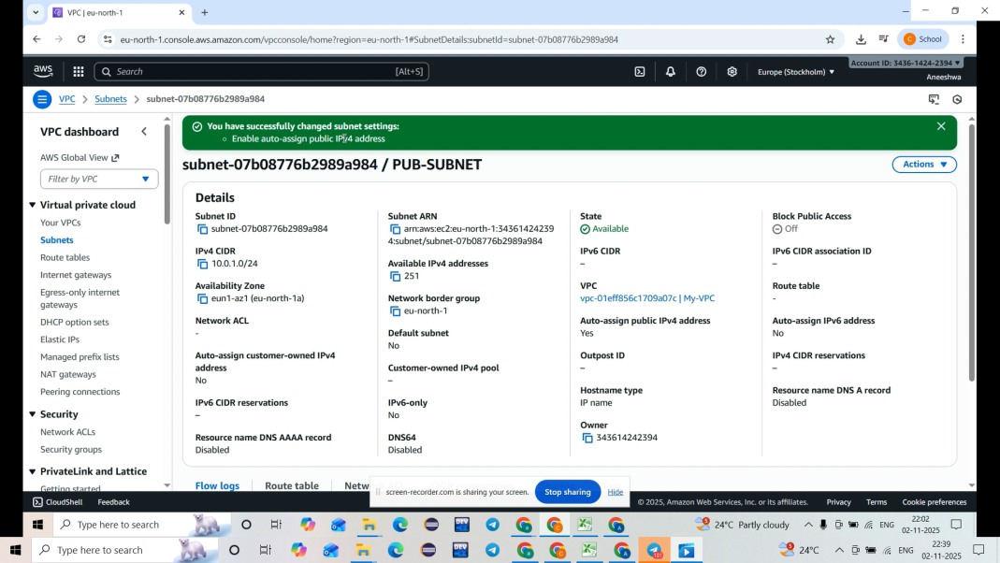 VPC | eu-north-1
eu-north-1.console.aws.amazon.com/vpcconsole/home?region=eu-north-1#SubnetDetails:subnetId=subnet-07b08776b2989a984
C School
aws
Search [Alt+S]
Europe (Stockholm)
Account ID: 3436-1424-2394
Aneeshwa
VPC > Subnets > subnet-07b08776b2989a984
VPC dashboard
AWS Global View
Filter by VPC
Virtual private cloud
Your VPCs
Subnets
Route tables
Internet gateways
Egress-only internet
gateways
DHCP option sets
Elastic IPs
Managed prefix lists
NAT gateways
Peering connections
Security
Network ACLs
Security groups
PrivateLink and Lattice
Getting started
You have successfully changed subnet settings:
Enable auto-assign public IPv4 address
subnet-07b08776b2989a984 / PUB-SUBNET
Actions
Details
Subnet ID
subnet-07b08776b2989a984
IPv4 CIDR
10.0.1.0/24
Availability Zone
eun1-az1 (eu-north-1a)
Network ACL
-
Auto-assign customer-owned IPv4
address
No
IPv6 CIDR reservations
–
Resource name DNS AAAA record
Disabled
Subnet ARN
arn:aws:ec2:eu-north-1:34361424239
4:subnet/subnet-07b08776b2989a984
Available IPv4 addresses
251
Network border group
eu-north-1
Default subnet
No
Customer-owned IPv4 pool
–
IPv6-only
No
DNS64
Disabled
State
Available
IPv6 CIDR
–
VPC
vpc-01eff856c1709a07c | My-VPC
Auto-assign public IPv4 address
Yes
Outpost ID
–
Hostname type
IP name
Owner
343614242394
Block Public Access
Off
IPv6 CIDR association ID
–
Route table
-
Auto-assign IPv6 address
No
IPv4 CIDR reservations
–
Resource name DNS A record
Disabled
Flow logs
Route table
Netw
screen-recorder.com is sharing your screen.
Stop sharing
Hide
CloudShell
Feedback
© 2025, Amazon Web Services, Inc. or its affiliates.
Privacy
Terms
Cookie preferences
Type here to search
24°C Partly cloudy
ENG
22:02
02-11-2025
Type here to search
24°C
ENG
22:39
02-11-2025